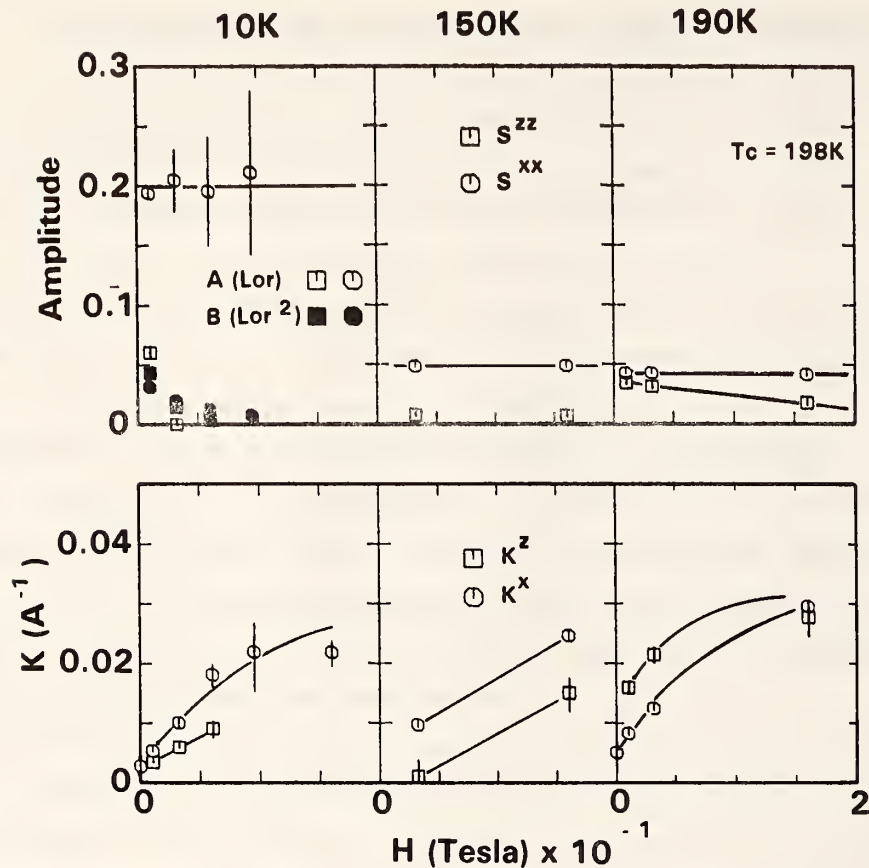 10K 150K 190K
0.3
0.2
0.1
0
Amplitude
A (Lor)
B (Lor ²)
S^zz
S^xx
Tc = 198K
0.04
0.02
0
K (A⁻¹)
K^z
K^x
0 0 0 2
H (Tesla) x 10⁻¹